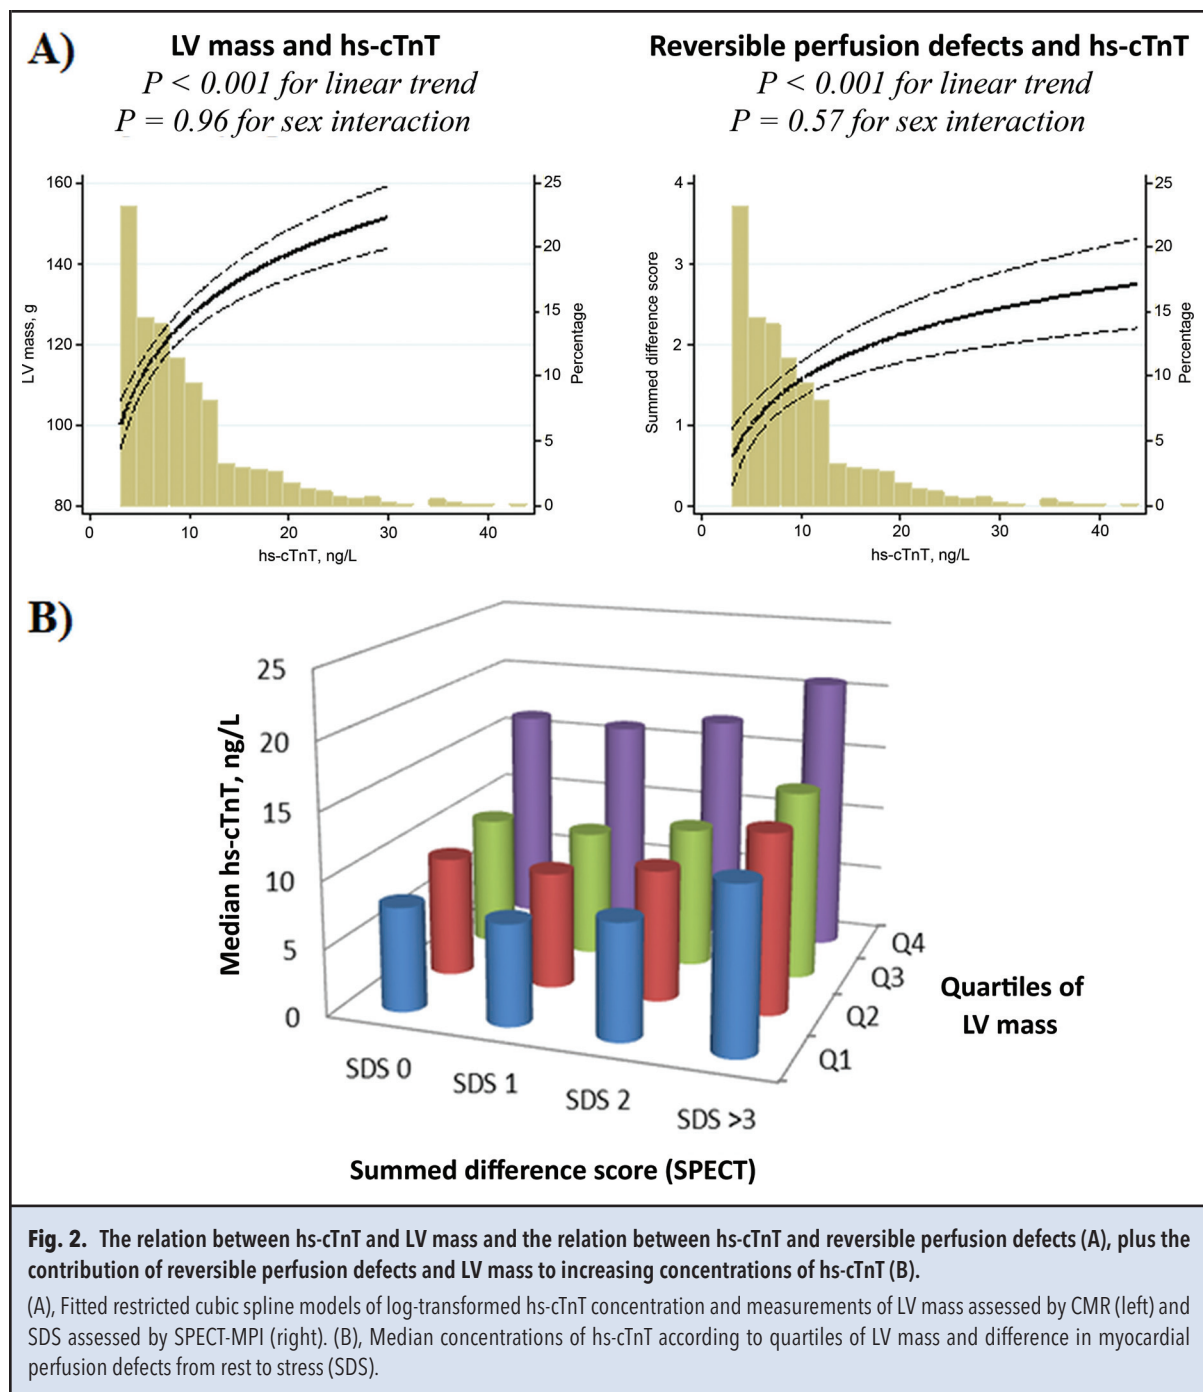 A)
LV mass and hs-cTnT
P < 0.001 for linear trend
P = 0.96 for sex interaction
160
140
120
100
80
LV mass, g
25
20
15
10
5
0
Percentage
0 10 20 30 40
hs-cTnT, ng/L
Reversible perfusion defects and hs-cTnT
P < 0.001 for linear trend
P = 0.57 for sex interaction
4
3
2
1
0
Summed difference score
25
20
15
10
5
0
Percentage
0 10 20 30 40
hs-cTnT, ng/L
B)
25
20
15
10
5
0
Median hs-cTnT, ng/L
SDS 0
SDS 1
SDS 2
SDS >3
Summed difference score (SPECT)
Q4
Q3
Q2
Q1
Quartiles of
LV mass
Fig. 2. The relation between hs-cTnT and LV mass and the relation between hs-cTnT and reversible perfusion defects (A), plus the
contribution of reversible perfusion defects and LV mass to increasing concentrations of hs-cTnT (B).
(A), Fitted restricted cubic spline models of log-transformed hs-cTnT concentration and measurements of LV mass assessed by CMR (left) and
SDS assessed by SPECT-MPI (right). (B), Median concentrations of hs-cTnT according to quartiles of LV mass and difference in myocardial
perfusion defects from rest to stress (SDS).